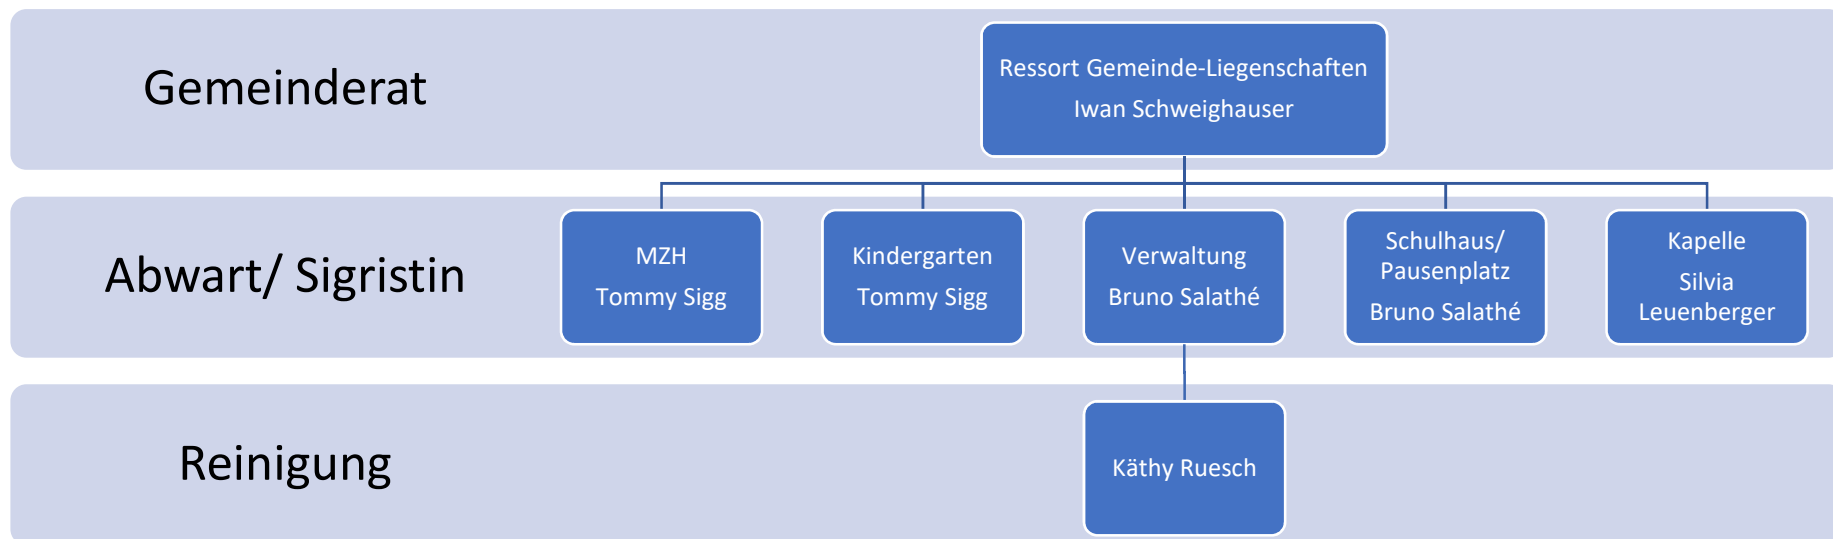 Gemeinderat
Ressort Gemeinde-Liegenschaften
Iwan Schweighauser
Abwart/ Sigristin
MZH
Tommy Sigg
Kindergarten
Tommy Sigg
Verwaltung
Bruno Salathé
Schulhaus/
Pausenplatz
Bruno Salathé
Kapelle
Silvia
Leuenberger
Reinigung
Käthy Ruesch